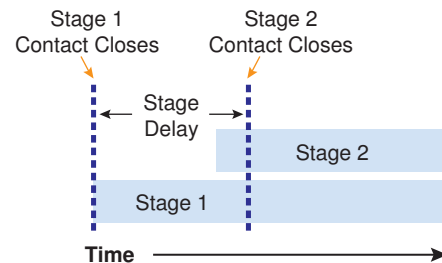 Stage 1
Contact Closes
Stage 2
Contact Closes
Stage
Delay
Stage 2
Stage 1
Time